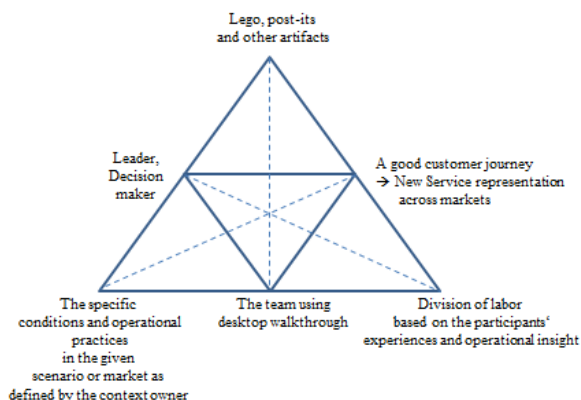 Lego, post-its
and other artifacts
Leader,
Decision
maker
A good customer journey
→ New Service representation
across markets
The specific
conditions and operational
practices
in the given
scenario or market as
defined by the context owner
The team using
desktop walkthrough
Division of labor
based on the participants‘
experiences and operational insight